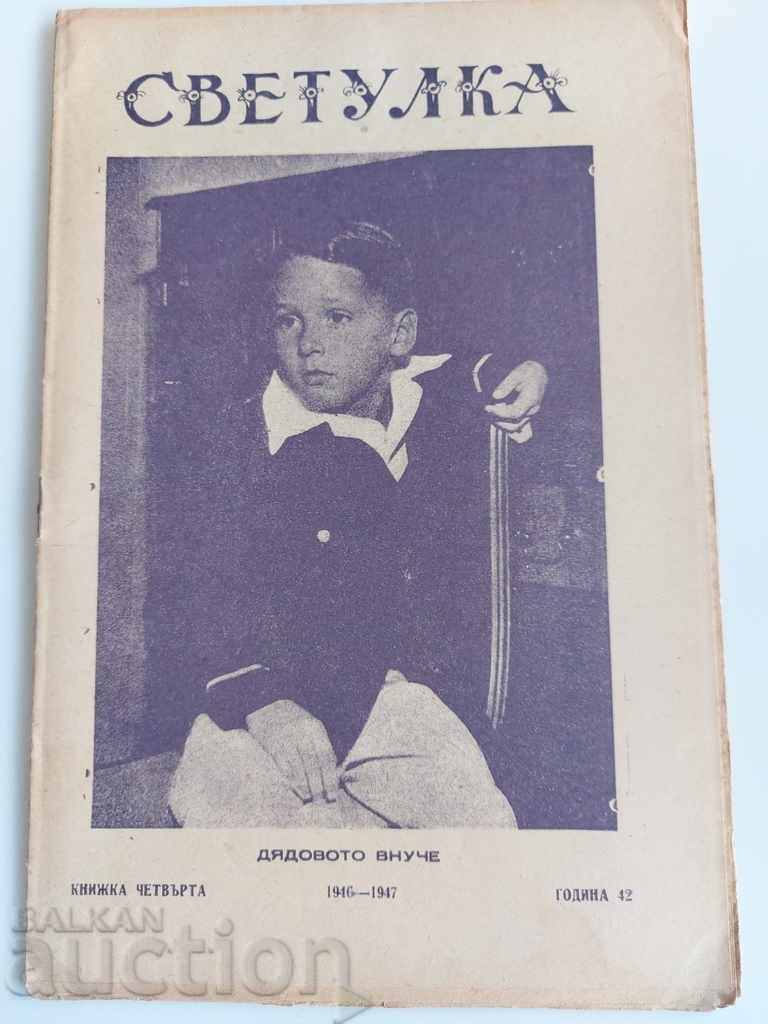 СВЕТУЛКА
ДЯДОВОТО ВНУЧЕ
КНИЖКА ЧЕТВЪРТА 1946—1947 ГОДИНА 42
BALKAN
auction